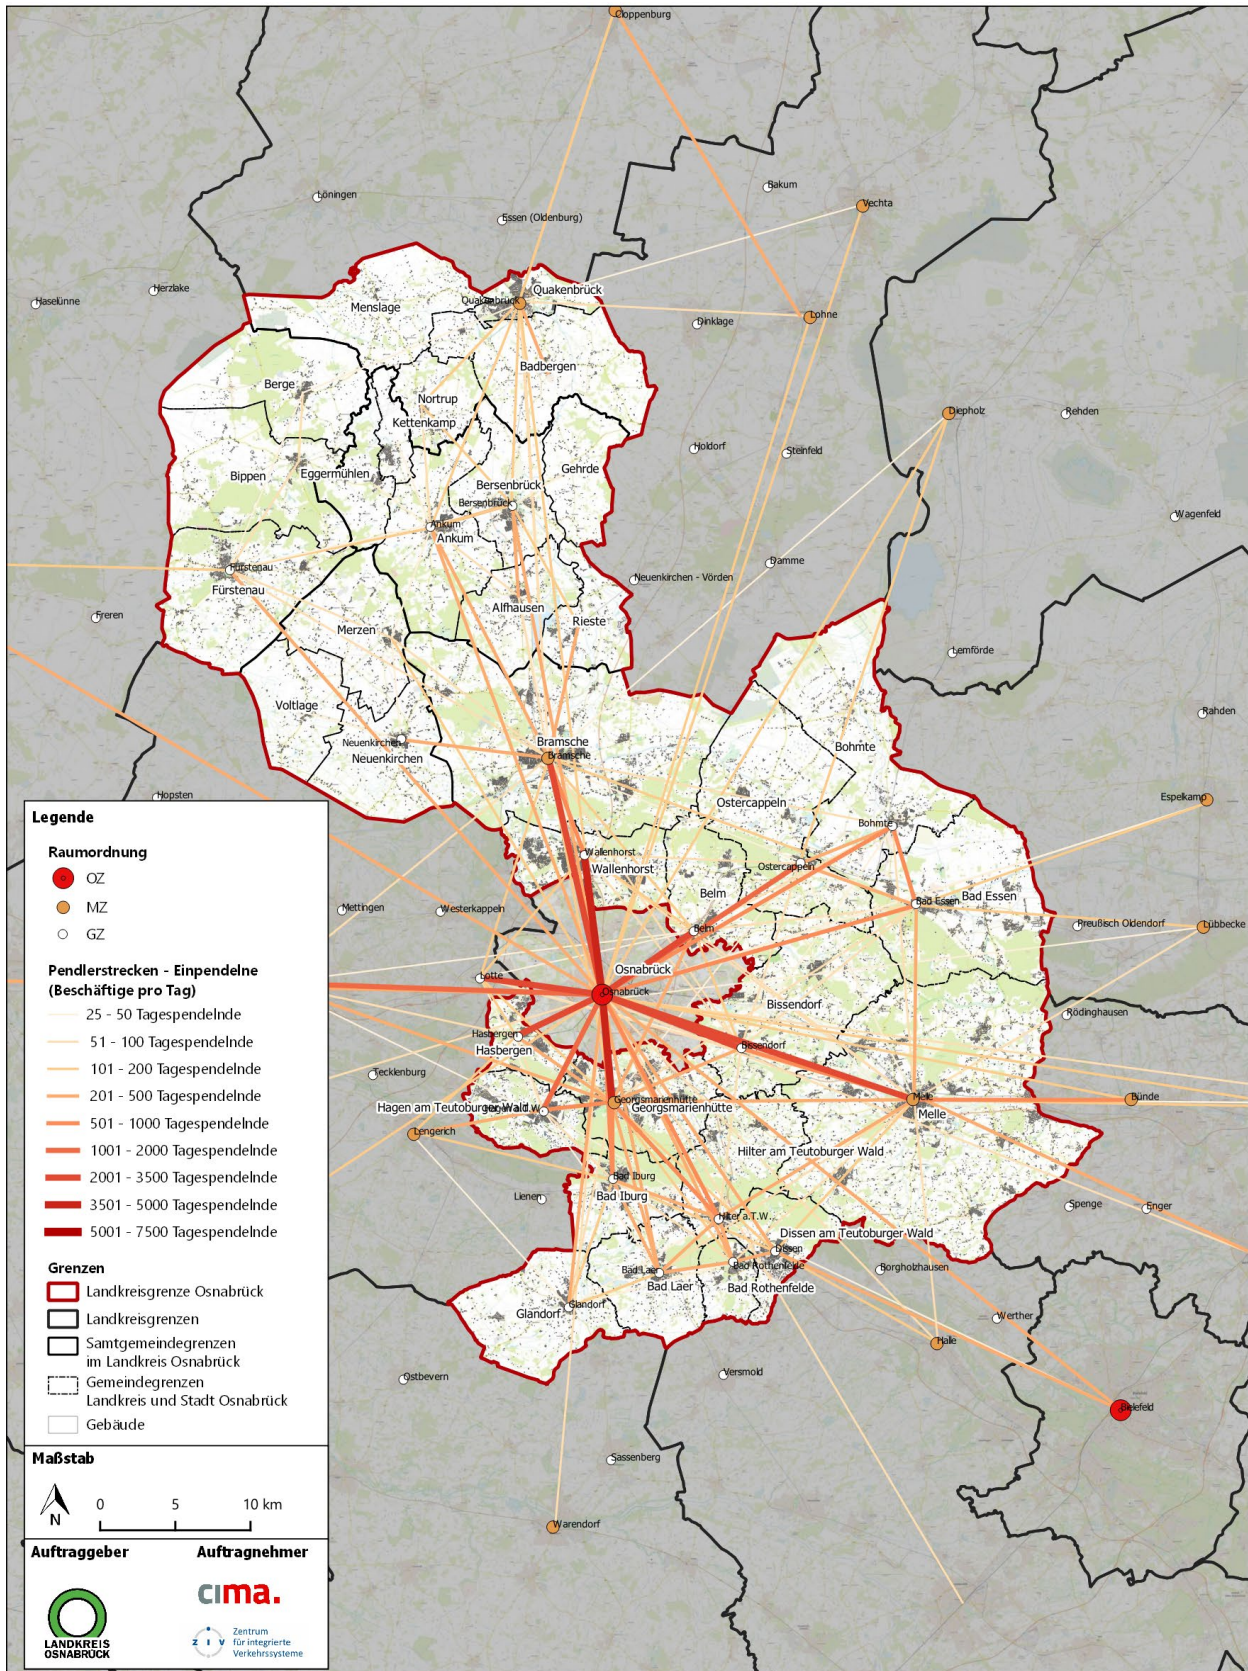 Cloppenburg
Löningen
Bakum
Vechta
Essen (Oldenburg)
Haselünne
Herzlake
Menslage
Quakenbrück
Quakenbrück
Dinklage
Lohne
Badbergen
Berge
Nortrup
Kettenkamp
Diepholz
Rehden
Holdorf
Steinfeld
Gehrde
Bippen
Eggermühlen
Bersenbrück
Bersenbrück
Ankum
Ankum
Wagenfeld
Fürstenau
Fürstenau
Damme
Neuenkirchen - Vörden
Freren
Alfhausen
Rieste
Merzen
Lemförde
Voltlage
Rahden
Neuenkirchen
Neuenkirchen
Bramsche
Bramsche
Bohmte
Hopsten
Ostercappeln
Espelkamp
Bohmte
Wallenhorst
Wallenhorst
Ostercappeln
Belm
Bad Essen
Bad Essen
Mettingen
Westerkappeln
Belm
Preußisch Oldendorf
Lübbecke
Lotte
Osnabrück
Osnabrück
Bissendorf
Rödinghausen
Hasbergen
Hasbergen
Bissendorf
Tecklenburg
Hagen am Teutoburger Wald
Georgsmarienhütte
Georgsmarienhütte
Melle
Melle
Bünde
Lengerich
Hilter am Teutoburger Wald
Bad Iburg
Bad Iburg
Lienen
Spenge
Enger
Hilter a.T.W.
Dissen am Teutoburger Wald
Dissen
Bad Rothenfelde
Bad Rothenfelde
Borgholzhausen
Bad Laer
Bad Laer
Glandorf
Glandorf
Werther
Halle
Ostbevern
Versmold
Bielefeld
Sassenberg
Warendorf
Legende
Raumordnung
OZ
MZ
GZ
Pendlerstrecken - Einpendelne
(Beschäftige pro Tag)
25 - 50 Tagespendelnde
51 - 100 Tagespendelnde
101 - 200 Tagespendelnde
201 - 500 Tagespendelnde
501 - 1000 Tagespendelnde
1001 - 2000 Tagespendelnde
2001 - 3500 Tagespendelnde
3501 - 5000 Tagespendelnde
5001 - 7500 Tagespendelnde
Grenzen
Landkreisgrenze Osnabrück
Landkreisgrenzen
Samtgemeindegrenzen
im Landkreis Osnabrück
Gemeindegrenzen
Landkreis und Stadt Osnabrück
Gebäude
Maßstab
0 5 10 km
N
Auftraggeber
Auftragnehmer
cima.
LANDKREIS
OSNABRÜCK
ZIV
Zentrum
für integrierte
Verkehrssysteme